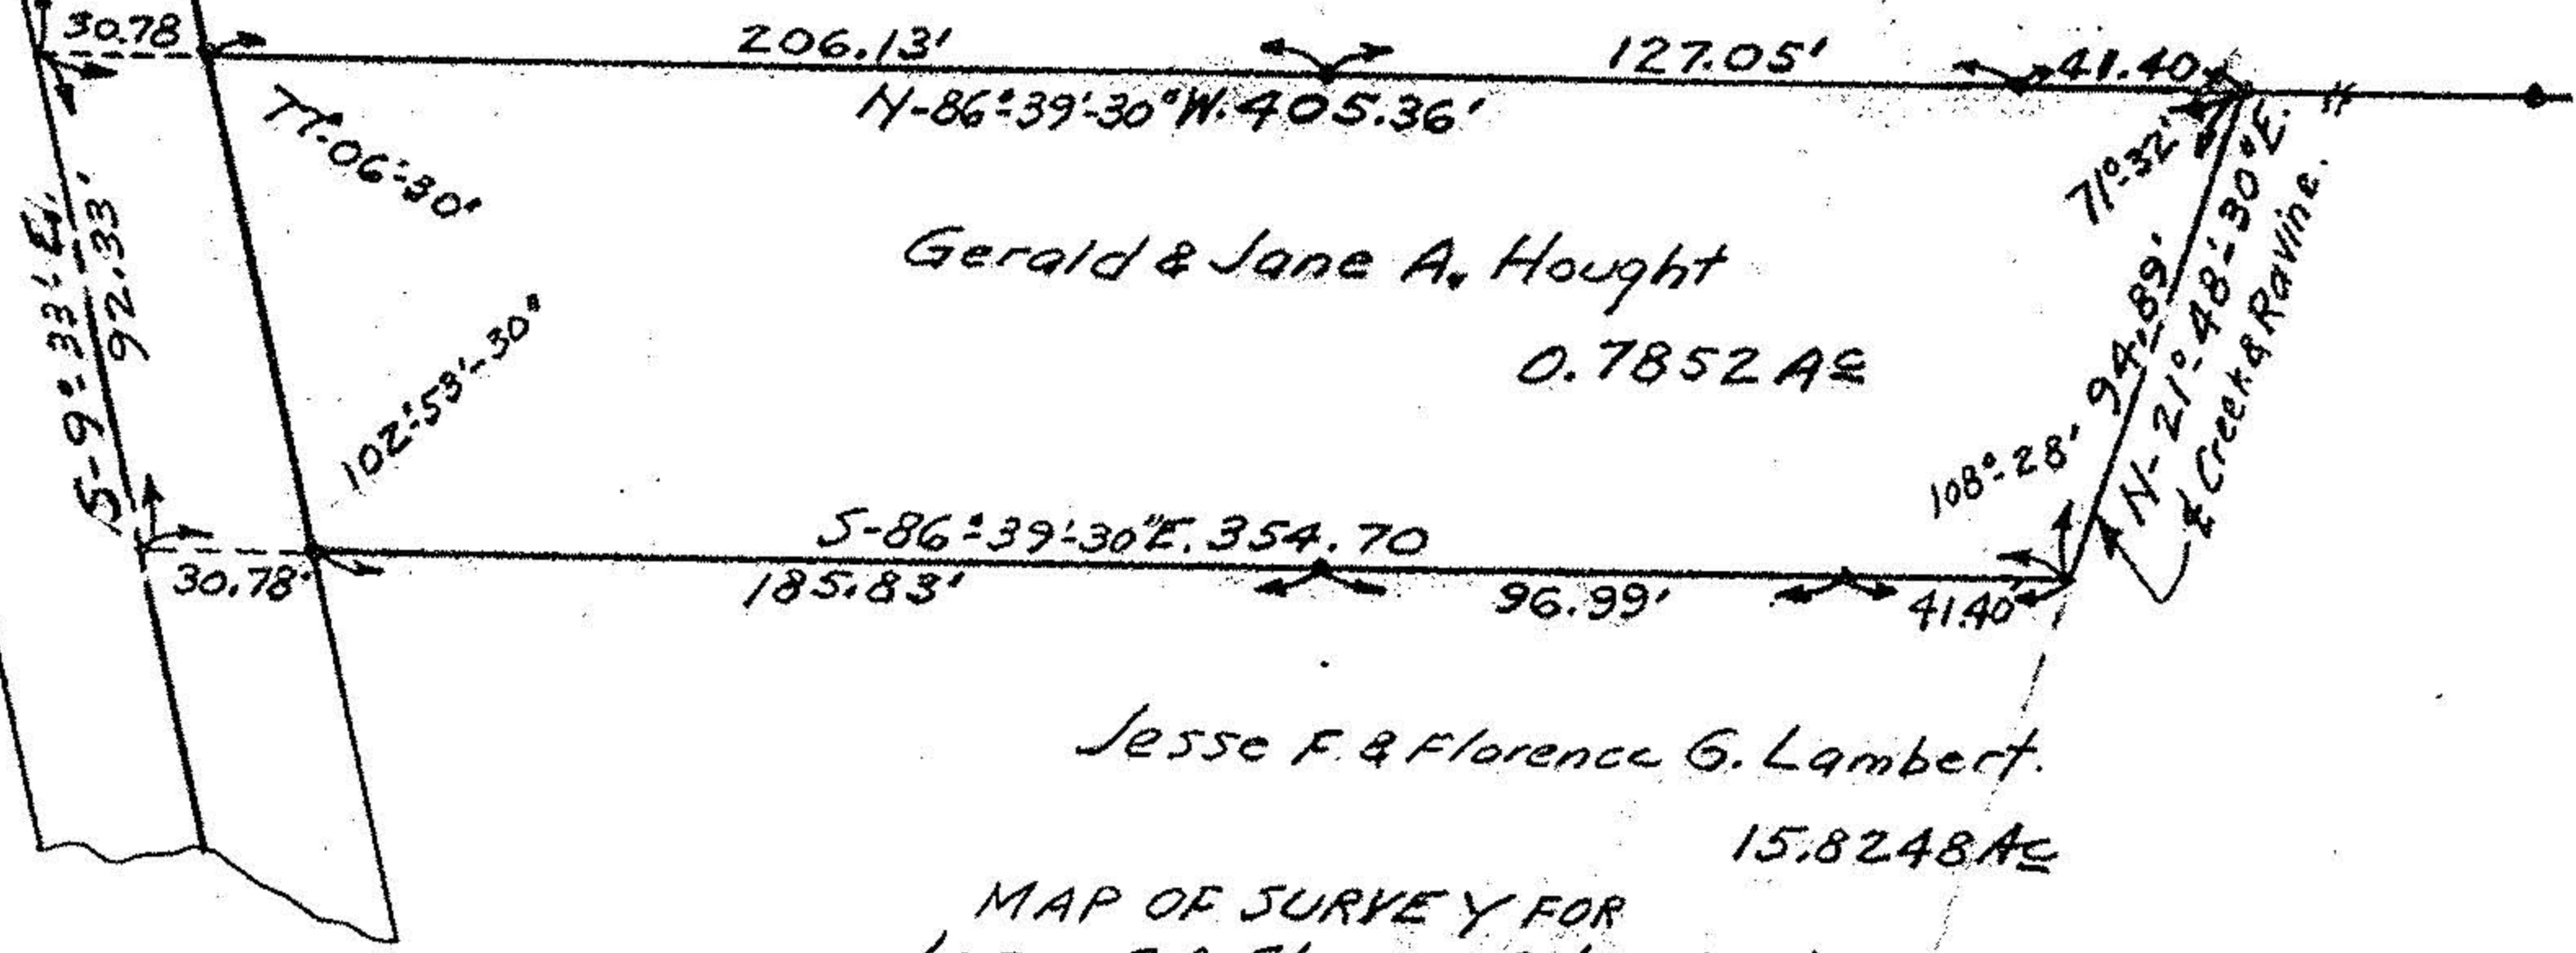 30.78 206.13' 127.05' 41.40
N-86°-39'-30"W. 405.36' "
77°-06'-30"
71°-32'
S-9°-33'-E.
92.33'
Gerald & Jane A. Hought
0.7852 Ac
94.89'
N-21°-48'-30"E.
℄ Creek & Ravine.
102°-53'-30"
108°-28'
S-86°-39'-30"E. 354.70
30.78' 185.83' 96.99' 41.40'
Jesse F. & Florence G. Lambert.
15.8248 Ac
MAP OF SURVEY FOR